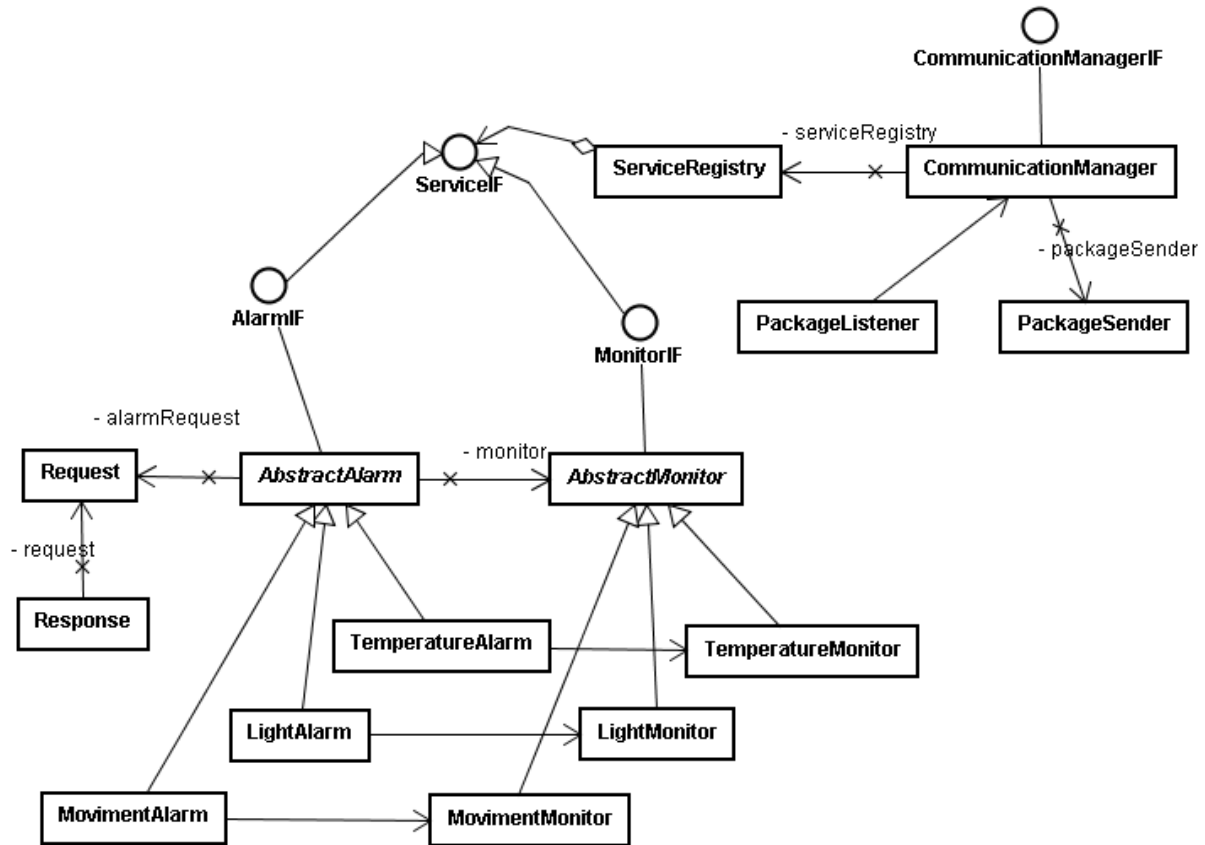 CommunicationManagerIF
- serviceRegistry
ServiceIF
ServiceRegistry
CommunicationManager
- packageSender
AlarmIF
PackageListener
PackageSender
MonitorIF
- alarmRequest
- monitor
Request
AbstractAlarm
AbstractMonitor
- request
Response
TemperatureAlarm
TemperatureMonitor
LightAlarm
LightMonitor
MovimentAlarm
MovimentMonitor